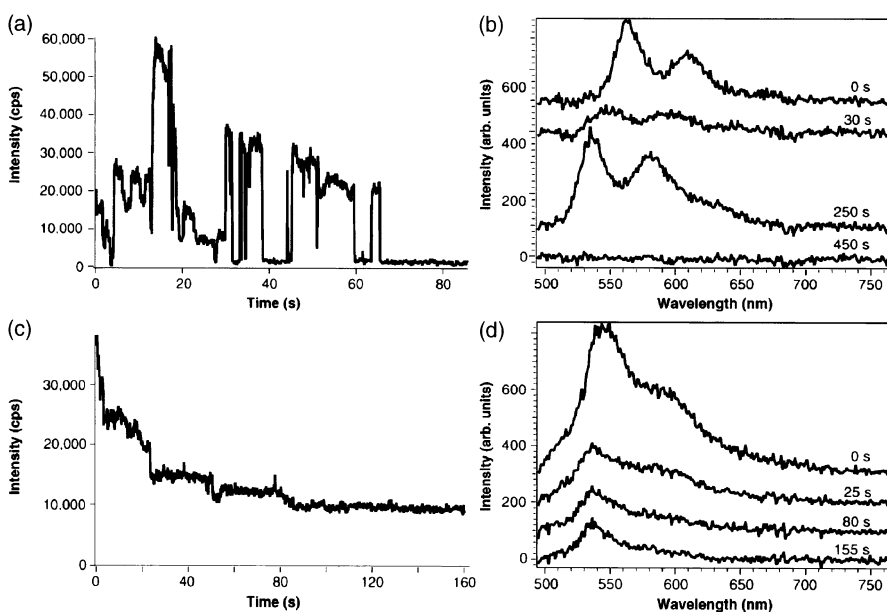 (a)
Intensity (cps)
60.000
50,000
40,000
30.000
20.000
10.000
0
0 20 40 60 80
Time (s)
(b)
Intensity (arb. units)
600
400
200
0
0 s
30 s
250 s
450 s
500 550 600 650 700 750
Wavelength (nm)
(c)
Intensity (cps)
30,000
20,000
10.000
0.000
0 40 80 120 160
Time (s)
(d)
Intensity (arb. units)
600
400
200
0
0 s
25 s
80 s
155 s
500 550 600 650 700 750
Wavelength (nm)